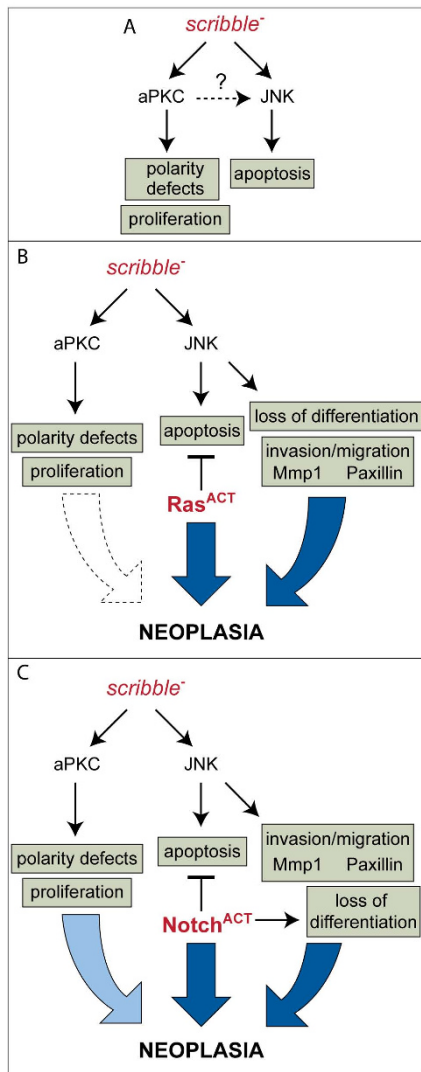 A
scribble-
?
aPKC JNK
polarity
defects
apoptosis
proliferation
B
scribble-
aPKC JNK
loss of differentiation
polarity defects apoptosis
invasion/migration
proliferation
Mmp1 Paxillin
RasACT
NEOPLASIA
C
scribble-
aPKC JNK
invasion/migration
Mmp1 Paxillin
polarity defects apoptosis
proliferation
loss of
differentiation
NotchACT
NEOPLASIA